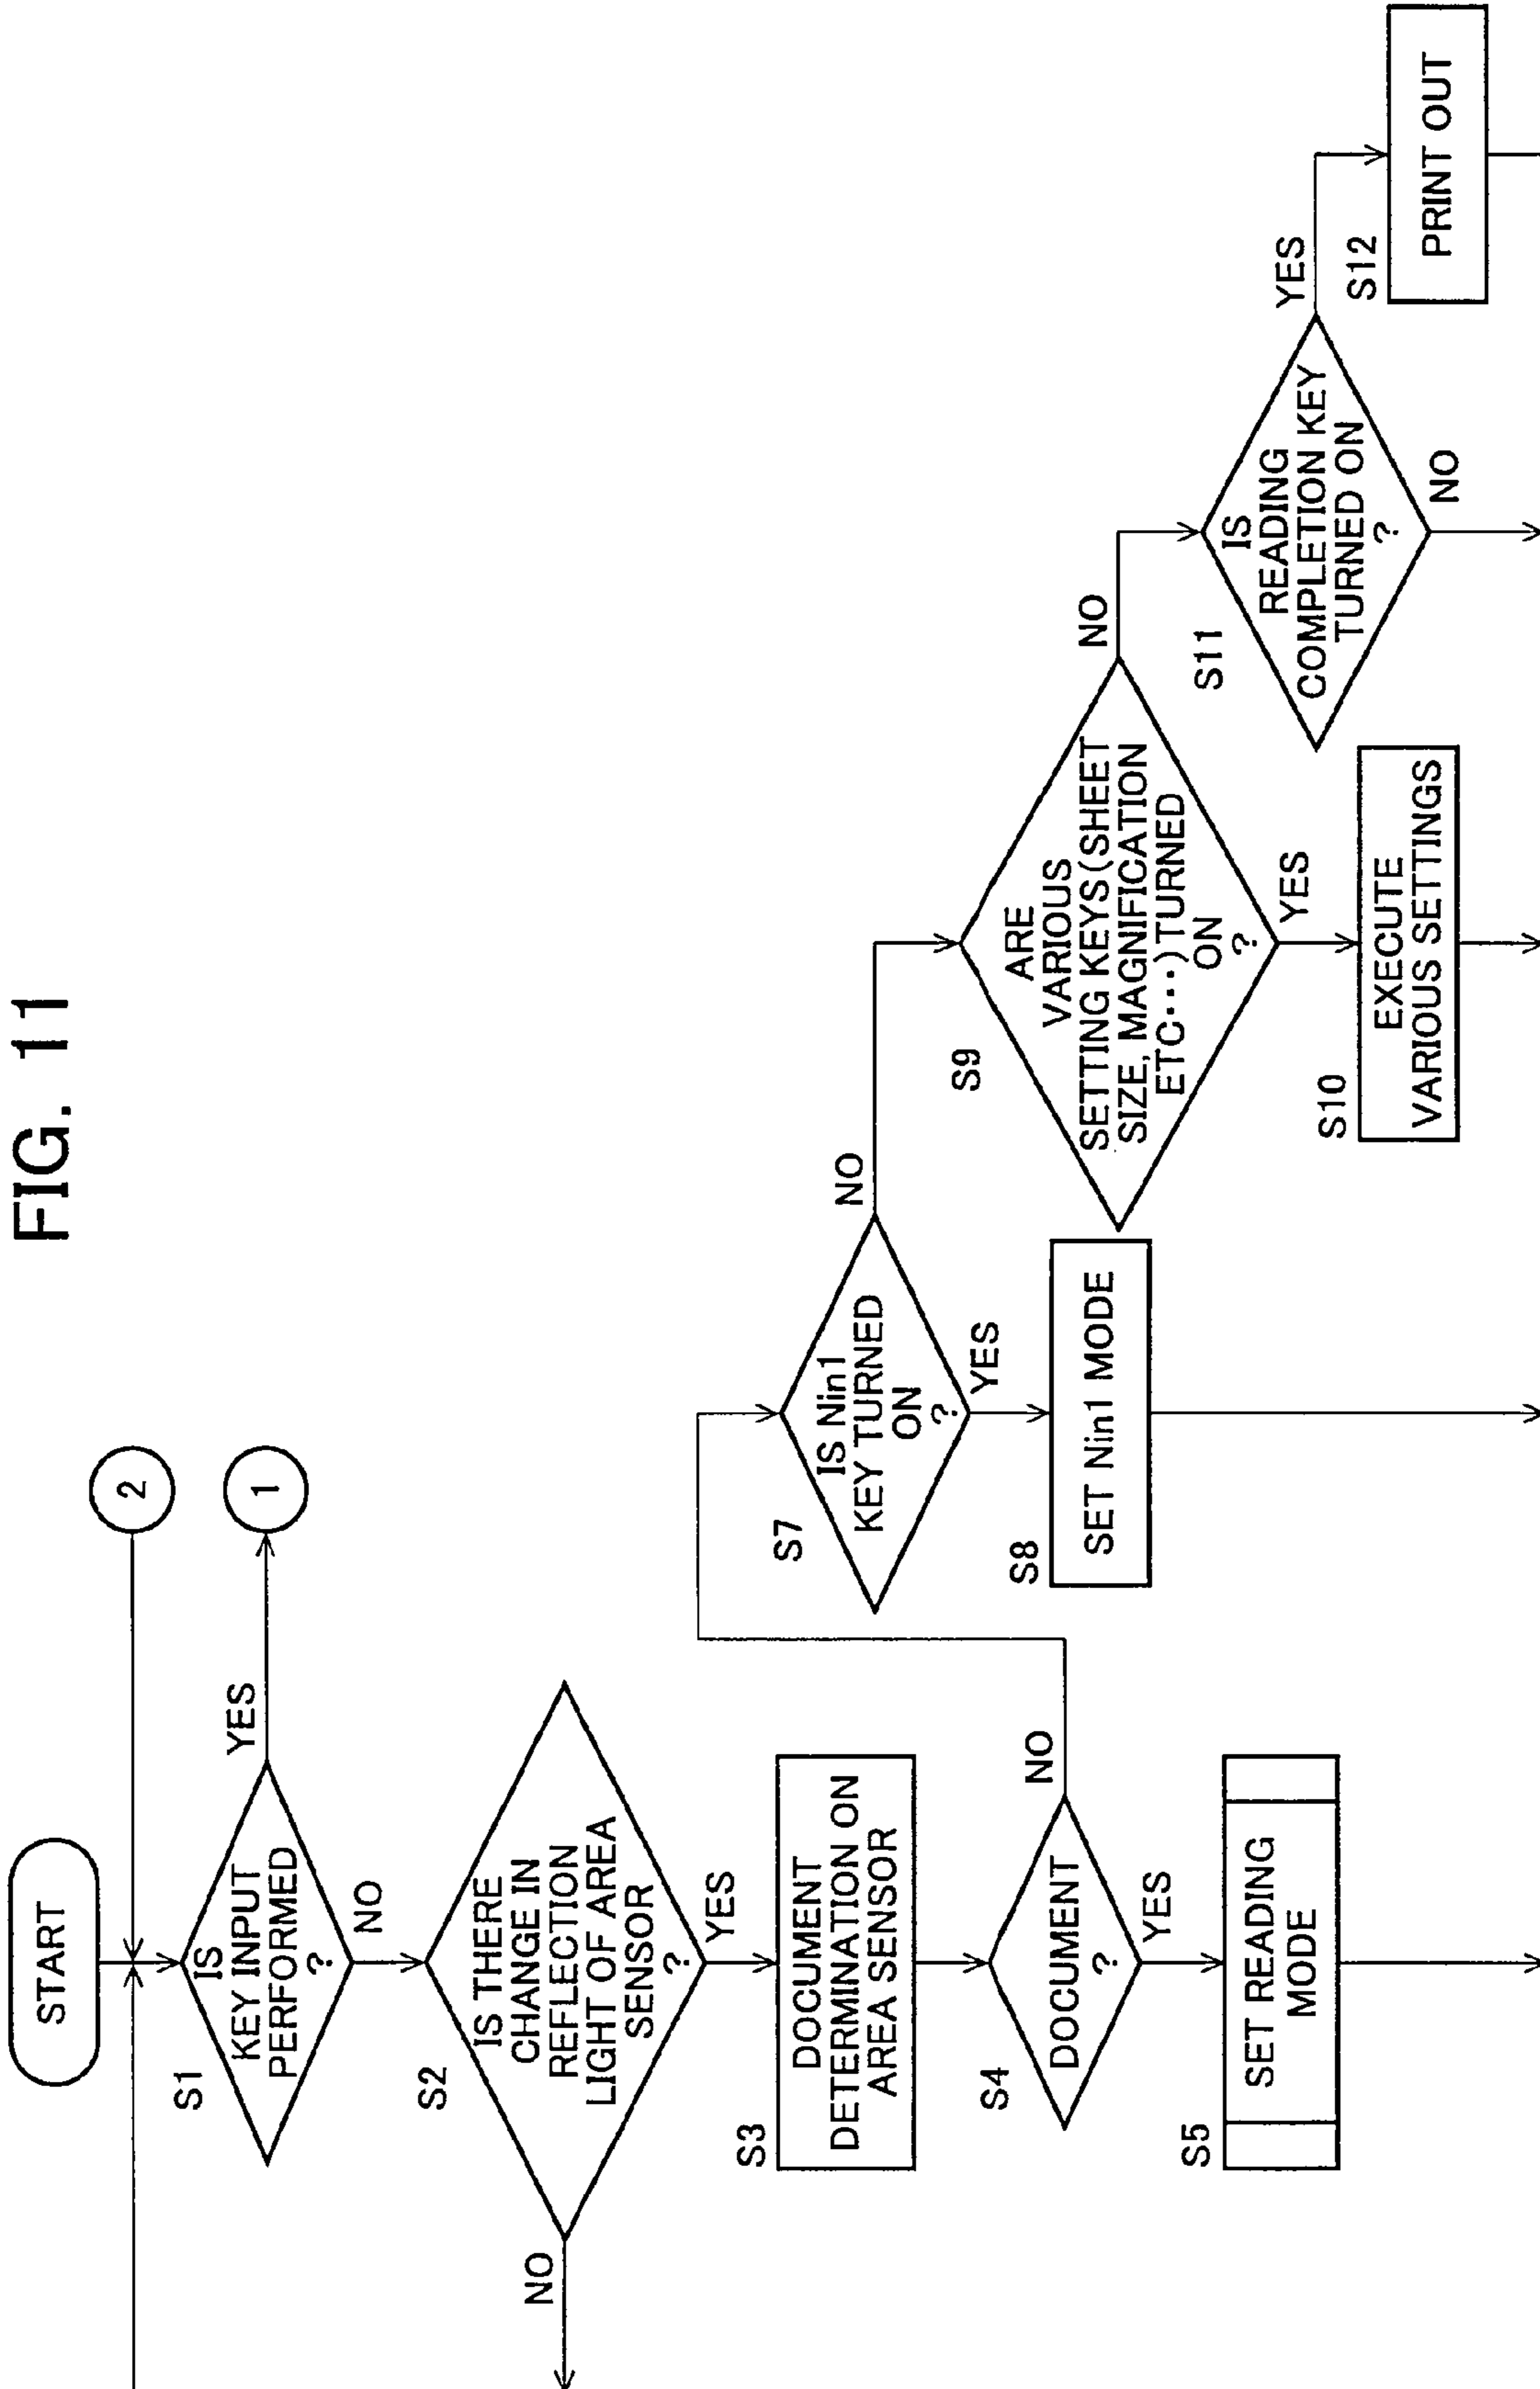 FIG. 11
START
2
S1
IS
KEY INPUT
PERFORMED
?
YES
1
NO
S2
IS THERE
CHANGE IN
REFLECTION
LIGHT OF AREA
SENSOR
?
NO
YES
S3
DOCUMENT
DETERMINATION ON
AREA SENSOR
S4
DOCUMENT
?
NO
YES
S5
SET READING
MODE
S7
IS Nin1
KEY TURNED
ON
?
NO
YES
S8
SET Nin1 MODE
S9
ARE
VARIOUS
SETTING KEYS(SHEET
SIZE, MAGNIFICATION
ETC···)TURNED
ON
?
NO
YES
S10
EXECUTE
VARIOUS SETTINGS
S11
IS
READING
COMPLETION KEY
TURNED ON
?
YES
NO
S12
PRINT OUT